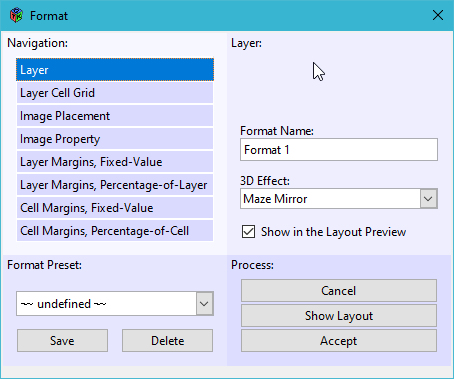 Format
Navigation:
Layer
Layer Cell Grid
Image Placement
Image Property
Layer Margins, Fixed-Value
Layer Margins, Percentage-of-Layer
Cell Margins, Fixed-Value
Cell Margins, Percentage-of-Cell
Layer:
Format Name:
Format 1
3D Effect:
Maze Mirror
Show in the Layout Preview
Format Preset:
~~ undefined ~~
Save
Delete
Process:
Cancel
Show Layout
Accept